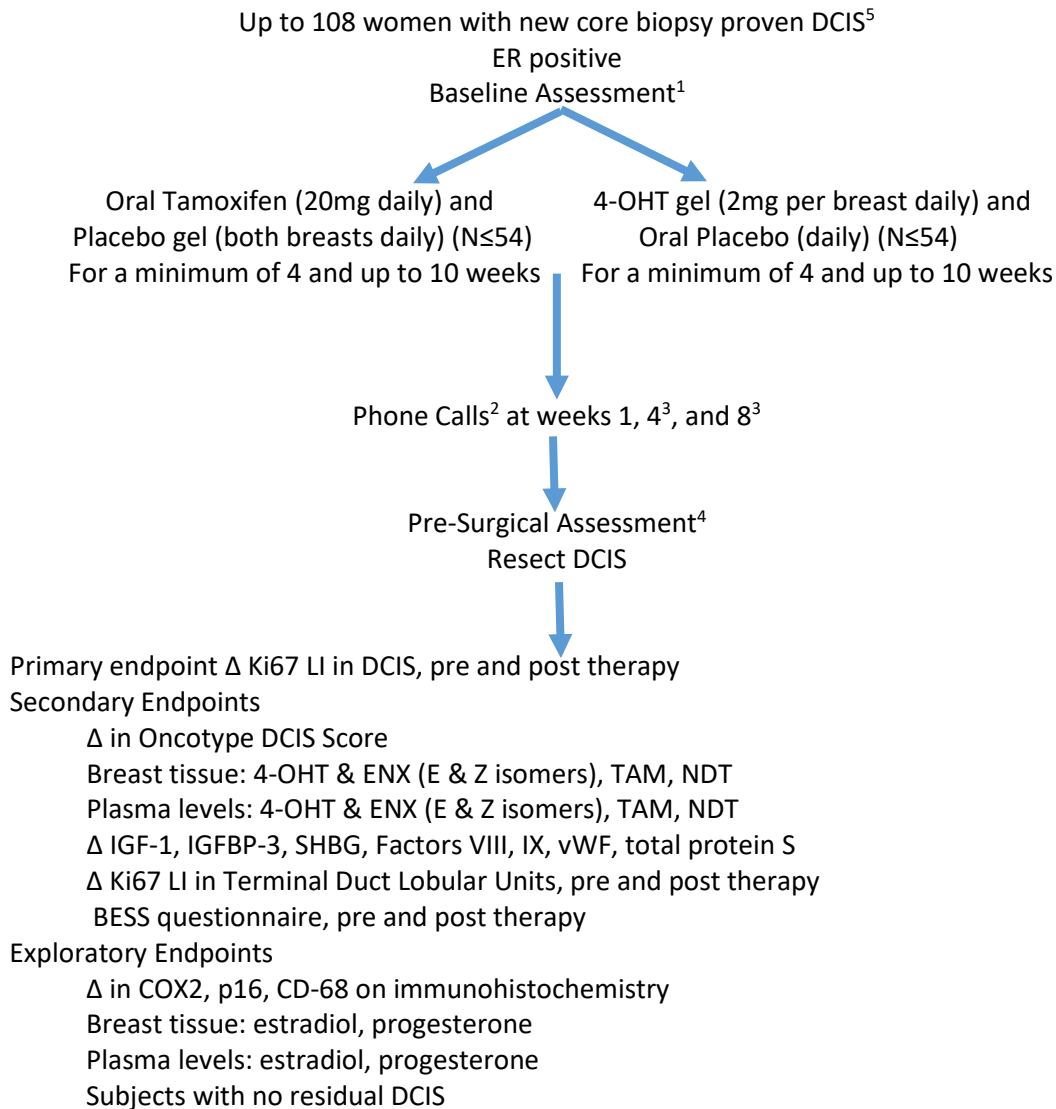 Up to 108 women with new core biopsy proven DCIS⁵
ER positive
Baseline Assessment¹
Oral Tamoxifen (20mg daily) and
Placebo gel (both breasts daily) (N≤54)
For a minimum of 4 and up to 10 weeks
4-OHT gel (2mg per breast daily) and
Oral Placebo (daily) (N≤54)
For a minimum of 4 and up to 10 weeks
Phone Calls² at weeks 1, 4³, and 8³
Pre-Surgical Assessment⁴
Resect DCIS
Primary endpoint Δ Ki67 LI in DCIS, pre and post therapy
Secondary Endpoints
Δ in Oncotype DCIS Score
Breast tissue: 4-OHT & ENX (E & Z isomers), TAM, NDT
Plasma levels: 4-OHT & ENX (E & Z isomers), TAM, NDT
Δ IGF-1, IGFBP-3, SHBG, Factors VIII, IX, vWF, total protein S
Δ Ki67 LI in Terminal Duct Lobular Units, pre and post therapy
BESS questionnaire, pre and post therapy
Exploratory Endpoints
Δ in COX2, p16, CD-68 on immunohistochemistry
Breast tissue: estradiol, progesterone
Plasma levels: estradiol, progesterone
Subjects with no residual DCIS